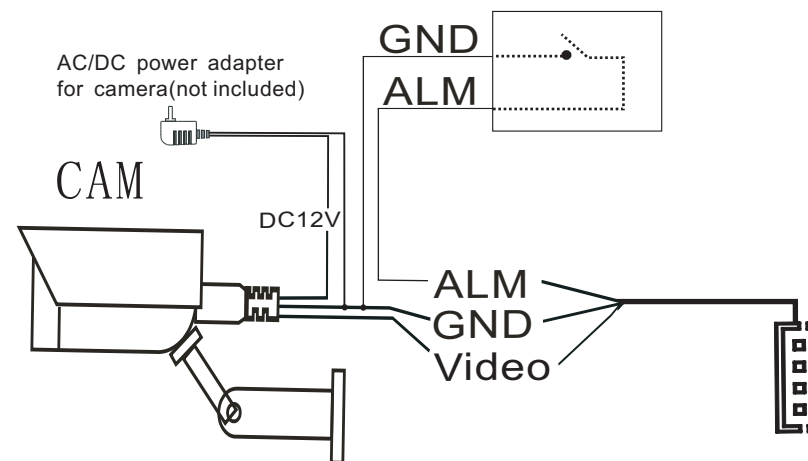 GND
AC/DC power adapter
for camera(not included)
ALM
CAM
DC12V
ALM
GND
Video